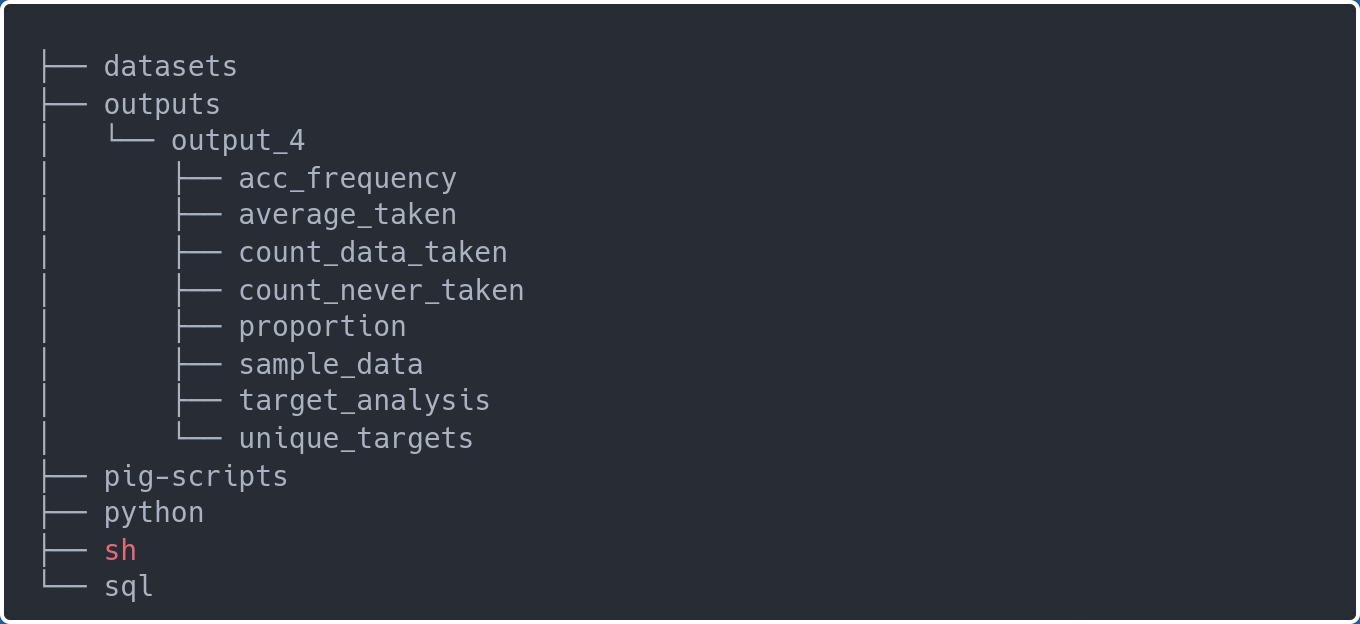 ├── datasets
├── outputs
│   └── output_4
│       ├── acc_frequency
│       ├── average_taken
│       ├── count_data_taken
│       ├── count_never_taken
│       ├── proportion
│       ├── sample_data
│       ├── target_analysis
│       └── unique_targets
├── pig-scripts
├── python
├── sh
└── sql